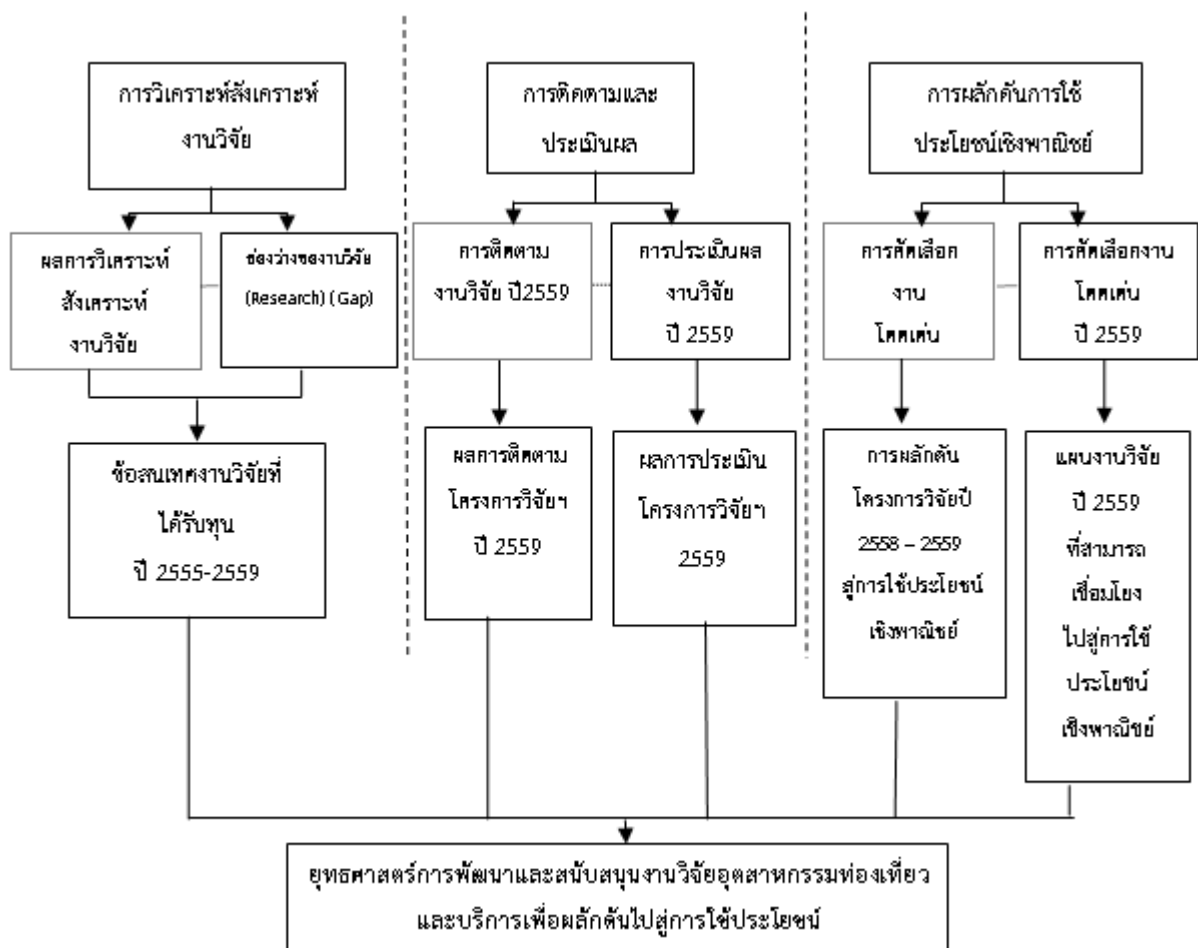 การวิเคราะห์สังเคราะห์
งานวิจัย
การติดตามและ
ประเมินผล
การผลักดันการใช้
ประโยชน์เชิงพาณิชย์
ผลการวิเคราะห์
สังเคราะห์
งานวิจัย
ช่องว่างของานวิจัย
(Research) (Gap)
การติดตาม
งานวิจัย ปี2559
การประเมินผล
งานวิจัย
ปี 2559
การคัดเลือก
งาน
โดดเด่น
การคัดเลือกงาน
โดดเด่น
ปี 2559
ข้อสนเทศงานวิจัยที่
ได้รับทุน
ปี 2555-2559
ผลการติดตาม
โครงการวิจัยฯ
ปี 2559
ผลการประเมิน
โครงการวิจัยฯ
2559
การผลักดัน
โครงการวิจัยปี
2558 – 2559
สู่การใช้ประโยชน์
เชิงพาณิชย์
แผนงานวิจัย
ปี 2559
ที่สามารถ
เชื่อมโยง
ไปสู่การใช้
ประโยชน์
เชิงพาณิชย์
ยุทธศาสตร์การพัฒนาและสนับสนุนงานวิจัยอุตสาหกรรมท่องเที่ยว
และบริการเพื่อผลักดันไปสู่การใช้ประโยชน์